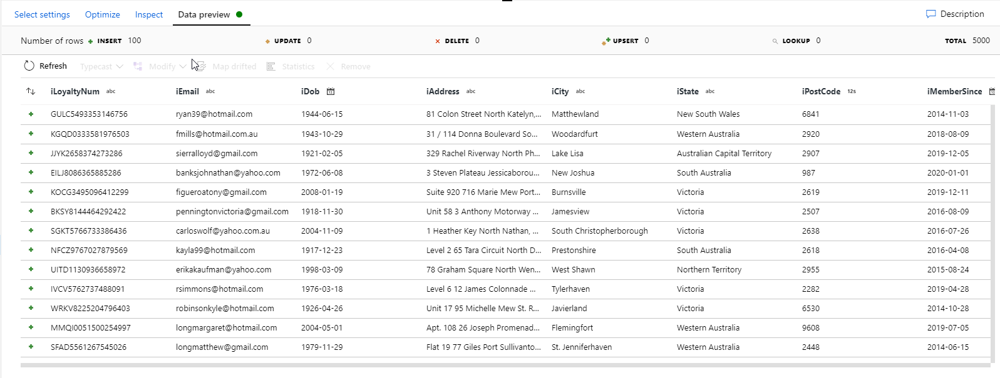 Select settings Optimize Inspect Data preview Description
Number of rows INSERT 100 UPDATE 0 DELETE 0 UPSERT 0 LOOKUP 0 TOTAL 5000
Refresh Typecast Modify Map drifted Statistics Remove
iLoyaltyNum abc iEmail abc iDob iAddress abc iCity abc iState abc iPostCode 12s iMemberSince
GULC5493353146756 ryan39@hotmail.com 1944-06-15 81 Colon Street North Katelyn,... Matthewland New South Wales 6841 2014-11-03
KGQD0333581976503 fmills@hotmail.com.au 1943-10-29 31 / 114 Donna Boulevard So... Woodardfurt Western Australia 2920 2018-08-09
JJYK2658374273286 sierralloyd@gmail.com 1921-02-05 329 Rachel Riverway North Ph... Lake Lisa Australian Capital Territory 2907 2019-12-05
EILJ8086365885286 banksjohnathan@yahoo.com 1972-06-08 3 Steven Plateau Jessicaborou... New Joshua South Australia 987 2020-01-01
KOCG3495096412299 figueroatony@gmail.com 2008-01-19 Suite 920 716 Marie Mew Port... Burnsville Victoria 2619 2019-12-11
BKSY8144464292422 penningtonvictoria@gmail.com 1918-11-30 Unit 58 3 Anthony Motorway ... Jamesview Victoria 2507 2016-08-09
SGKT5766733386436 carloswolf@yahoo.com.au 2004-11-09 1 Heather Key North Nathan, ... South Christopherborough Victoria 2638 2016-07-26
NFCZ9767027879569 kayla99@hotmail.com 1917-12-23 Level 2 65 Tara Circuit North D... Prestonshire South Australia 2618 2016-04-08
UITD1130936658972 erikakaufman@yahoo.com 1998-03-09 78 Graham Square North Wen... West Shawn Northern Territory 2955 2015-08-24
IVCV5762737488091 rsimmons@hotmail.com 1976-03-18 Level 6 12 James Colonnade ... Tylerhaven Victoria 2282 2019-04-28
WRKV8225204796403 robinsonkyle@hotmail.com 1926-04-26 Unit 17 95 Michelle Mew St. R... Javierland Victoria 6530 2014-10-28
MMQI0051500254997 longmargaret@hotmail.com 2004-05-01 Apt. 108 26 Joseph Promenad... Flemingfort Western Australia 9608 2019-07-05
SFAD5561267545026 longmatthew@gmail.com 1979-11-29 Flat 19 77 Giles Port Sullivanto... St. Jenniferhaven Western Australia 2448 2014-06-15